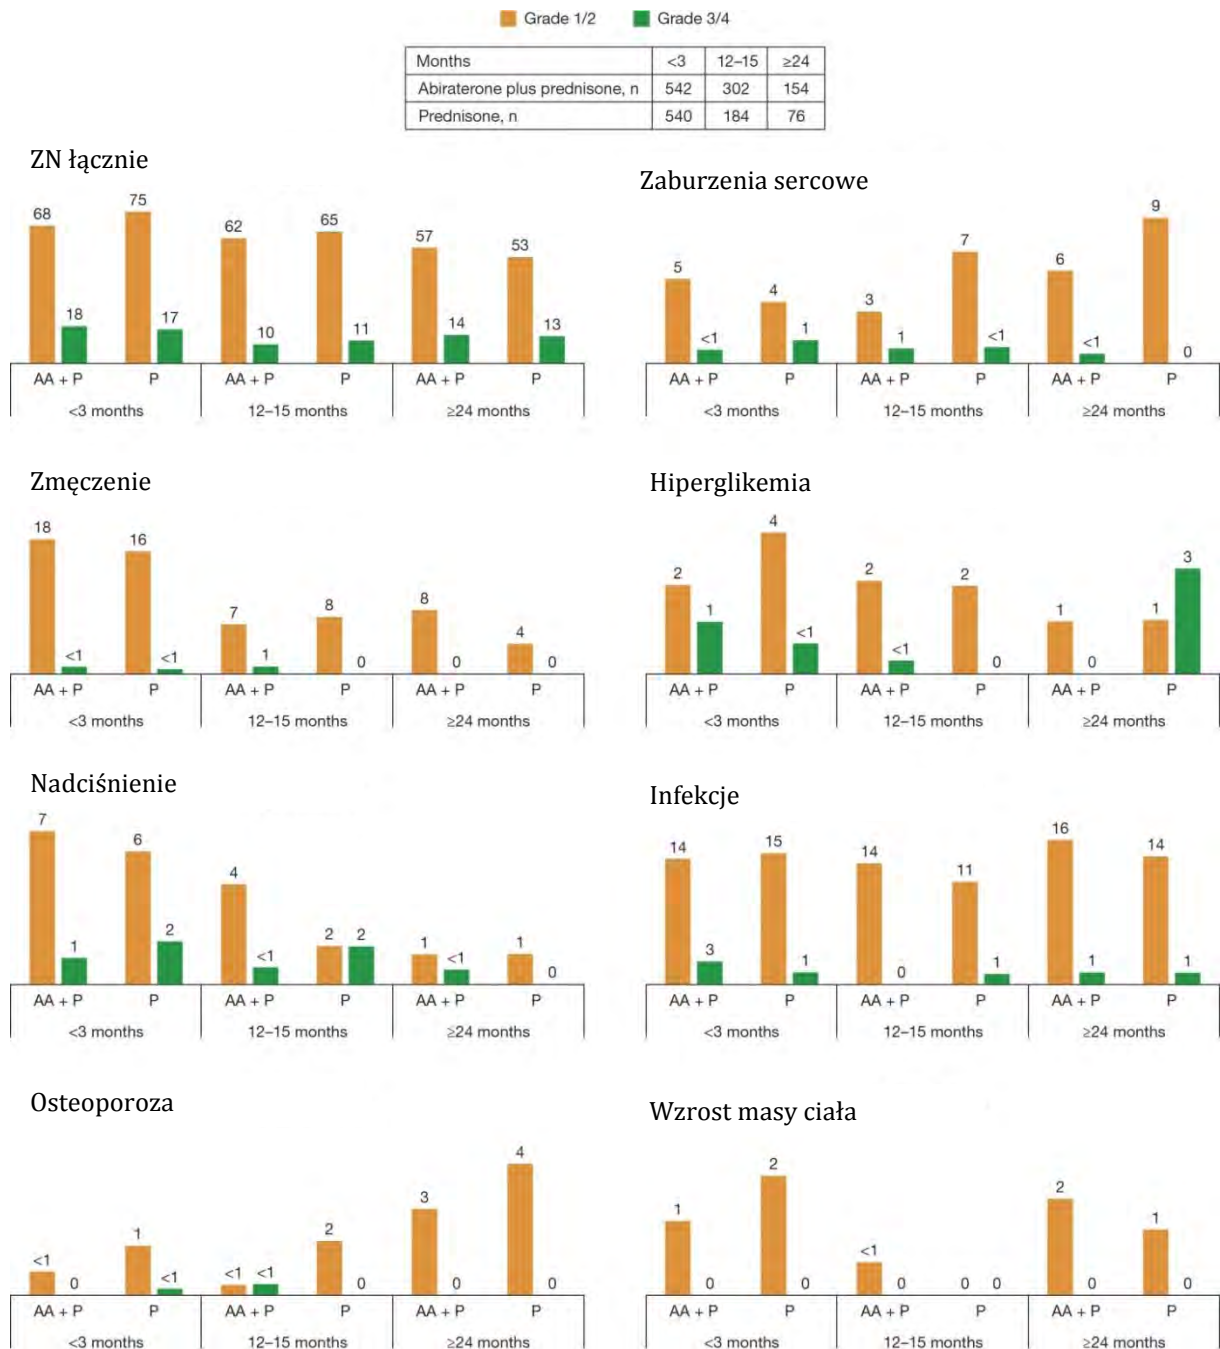 Grade 1/2 Grade 3/4
Months <3 12–15 ≥24
Abiraterone plus prednisone, n 542 302 154
Prednisone, n 540 184 76
ZN łącznie
68 18 75 17 62 10 65 11 57 14 53 13
AA + P P AA + P P AA + P P
<3 months 12–15 months ≥24 months
Zaburzenia sercowe
5 <1 4 1 3 1 7 <1 6 <1 9 0
AA + P P AA + P P AA + P P
<3 months 12–15 months ≥24 months
Zmęczenie
18 <1 16 <1 7 1 8 0 8 0 4 0
AA + P P AA + P P AA + P P
<3 months 12–15 months ≥24 months
Hiperglikemia
2 1 4 <1 2 <1 2 0 1 0 1 3
AA + P P AA + P P AA + P P
<3 months 12–15 months ≥24 months
Nadciśnienie
7 1 6 2 4 <1 2 2 1 <1 1 0
AA + P P AA + P P AA + P P
<3 months 12–15 months ≥24 months
Infekcje
14 3 15 1 14 0 11 1 16 1 14 1
AA + P P AA + P P AA + P P
<3 months 12–15 months ≥24 months
Osteoporoza
<1 0 1 <1 <1 <1 2 0 3 0 4 0
AA + P P AA + P P AA + P P
<3 months 12–15 months ≥24 months
Wzrost masy ciała
1 0 2 0 <1 0 0 0 2 0 1 0
AA + P P AA + P P AA + P P
<3 months 12–15 months ≥24 months